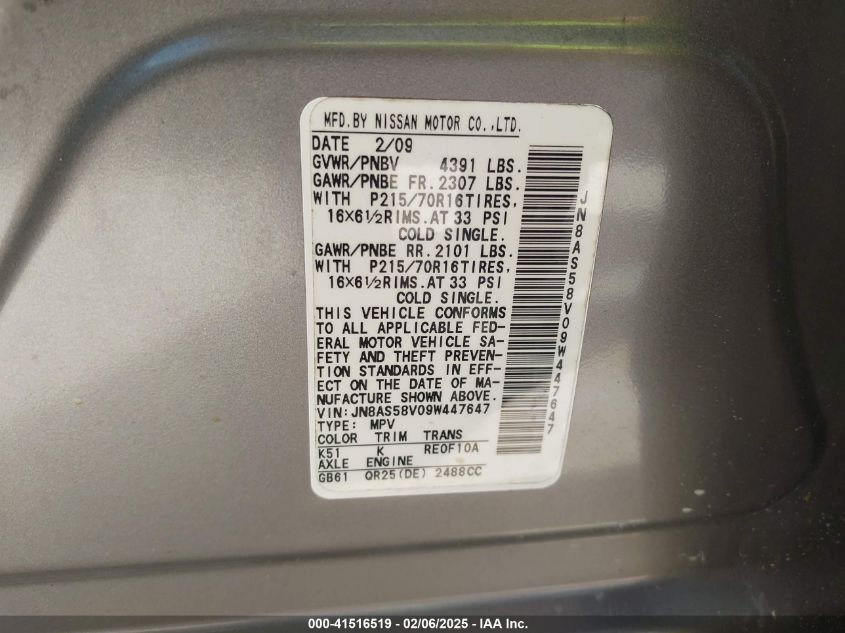 MFD.BY NISSAN MOTOR CO.,LTD.
DATE 2/09
GVWR/PNBV 4391 LBS.
GAWR/PNBE FR.2307 LBS.
WITH P215/70R16TIRES,
16X6½RIMS.AT 33 PSI
COLD SINGLE.
GAWR/PNBE RR.2101 LBS.
WITH P215/70R16TIRES,
16X6½RIMS.AT 33 PSI
COLD SINGLE.
THIS VEHICLE CONFORMS
TO ALL APPLICABLE FED-
ERAL MOTOR VEHICLE SA-
FETY AND THEFT PREVEN-
TION STANDARDS IN EFF-
ECT ON THE DATE OF MA-
NUFACTURE SHOWN ABOVE.
VIN:JN8AS58V09W447647
TYPE: MPV
COLOR TRIM TRANS
K51 K RE0F10A
AXLE ENGINE
GB61 QR25(DE) 2488CC
JN8AS58V09W447647
000-41516519 / 02/06/2025 - IAA Inc.